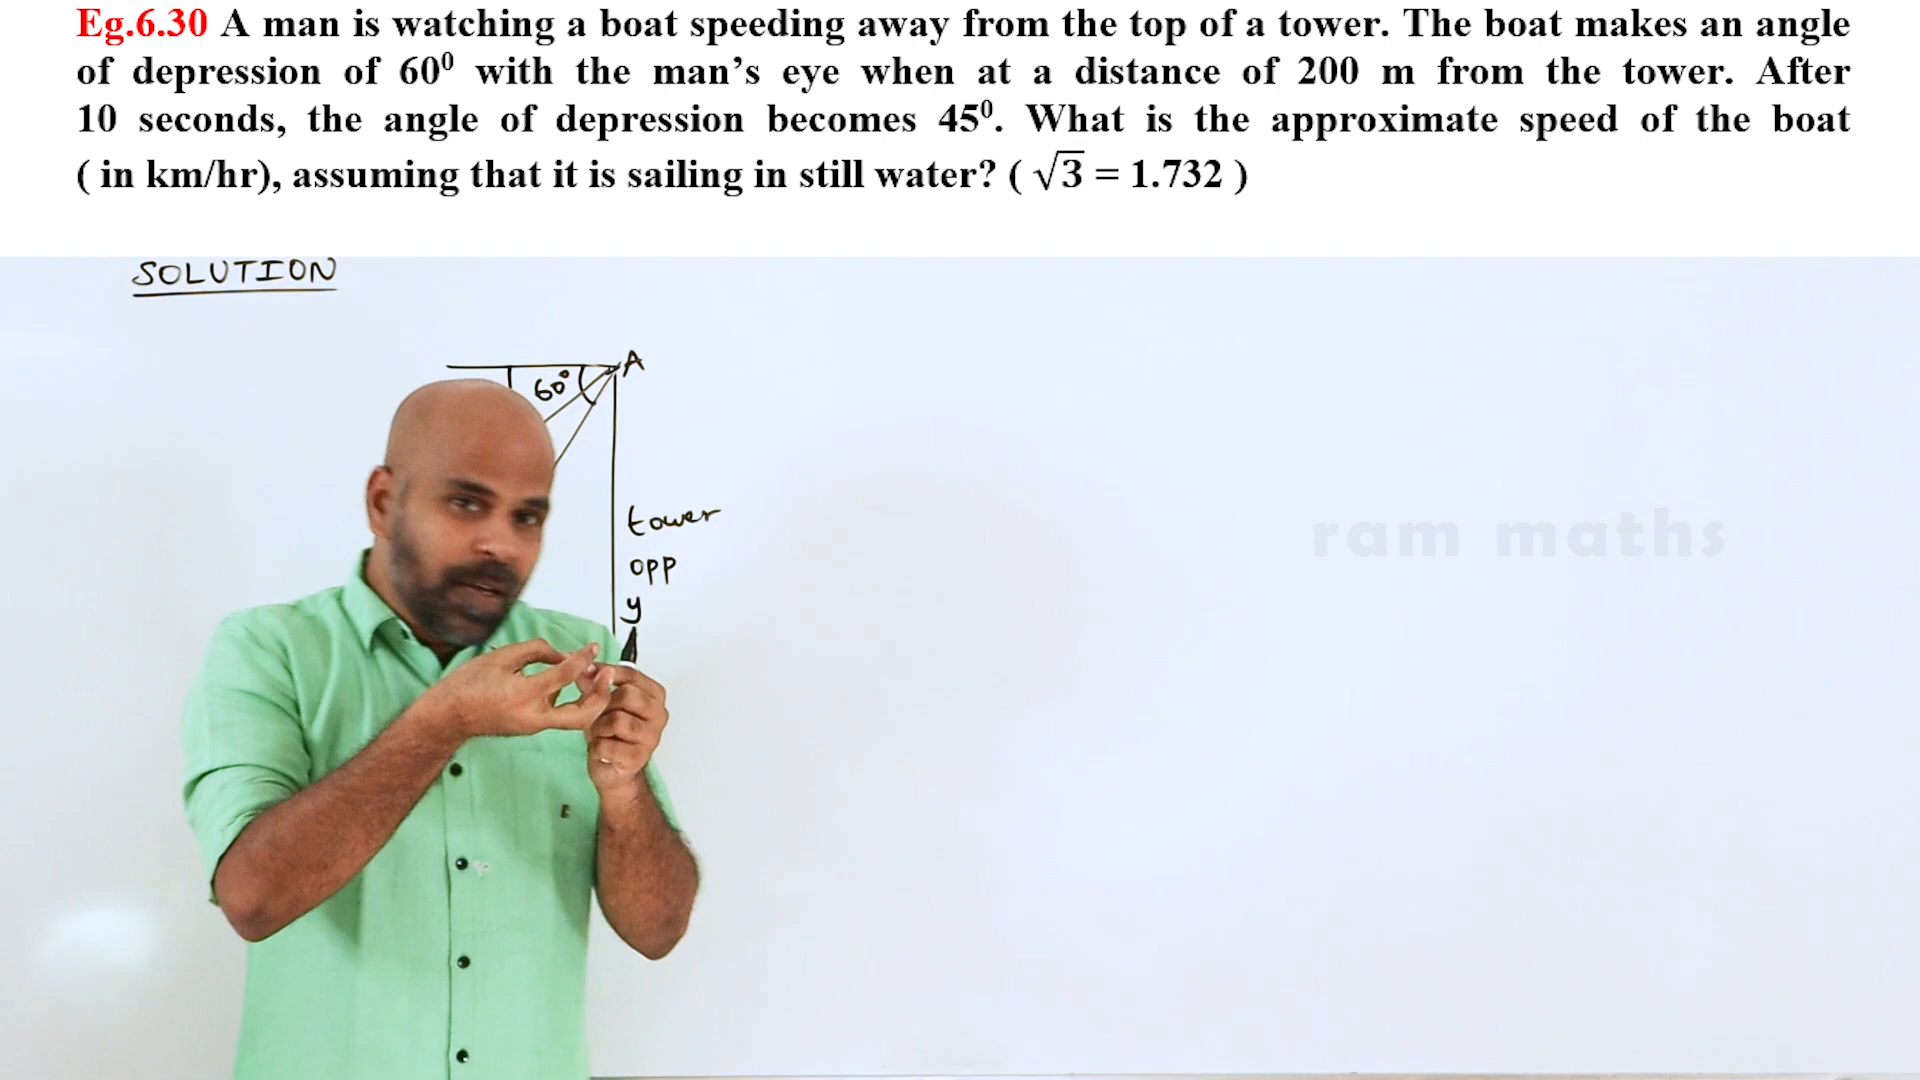 Eg.6.30 A man is watching a boat speeding away from the top of a tower. The boat makes an angle
of depression of 60⁰ with the man’s eye when at a distance of 200 m from the tower. After
10 seconds, the angle of depression becomes 45⁰. What is the approximate speed of the boat
( in km/hr), assuming that it is sailing in still water? ( √3 = 1.732 )
SOLUTION
A
60°
tower
opp
y
ram maths